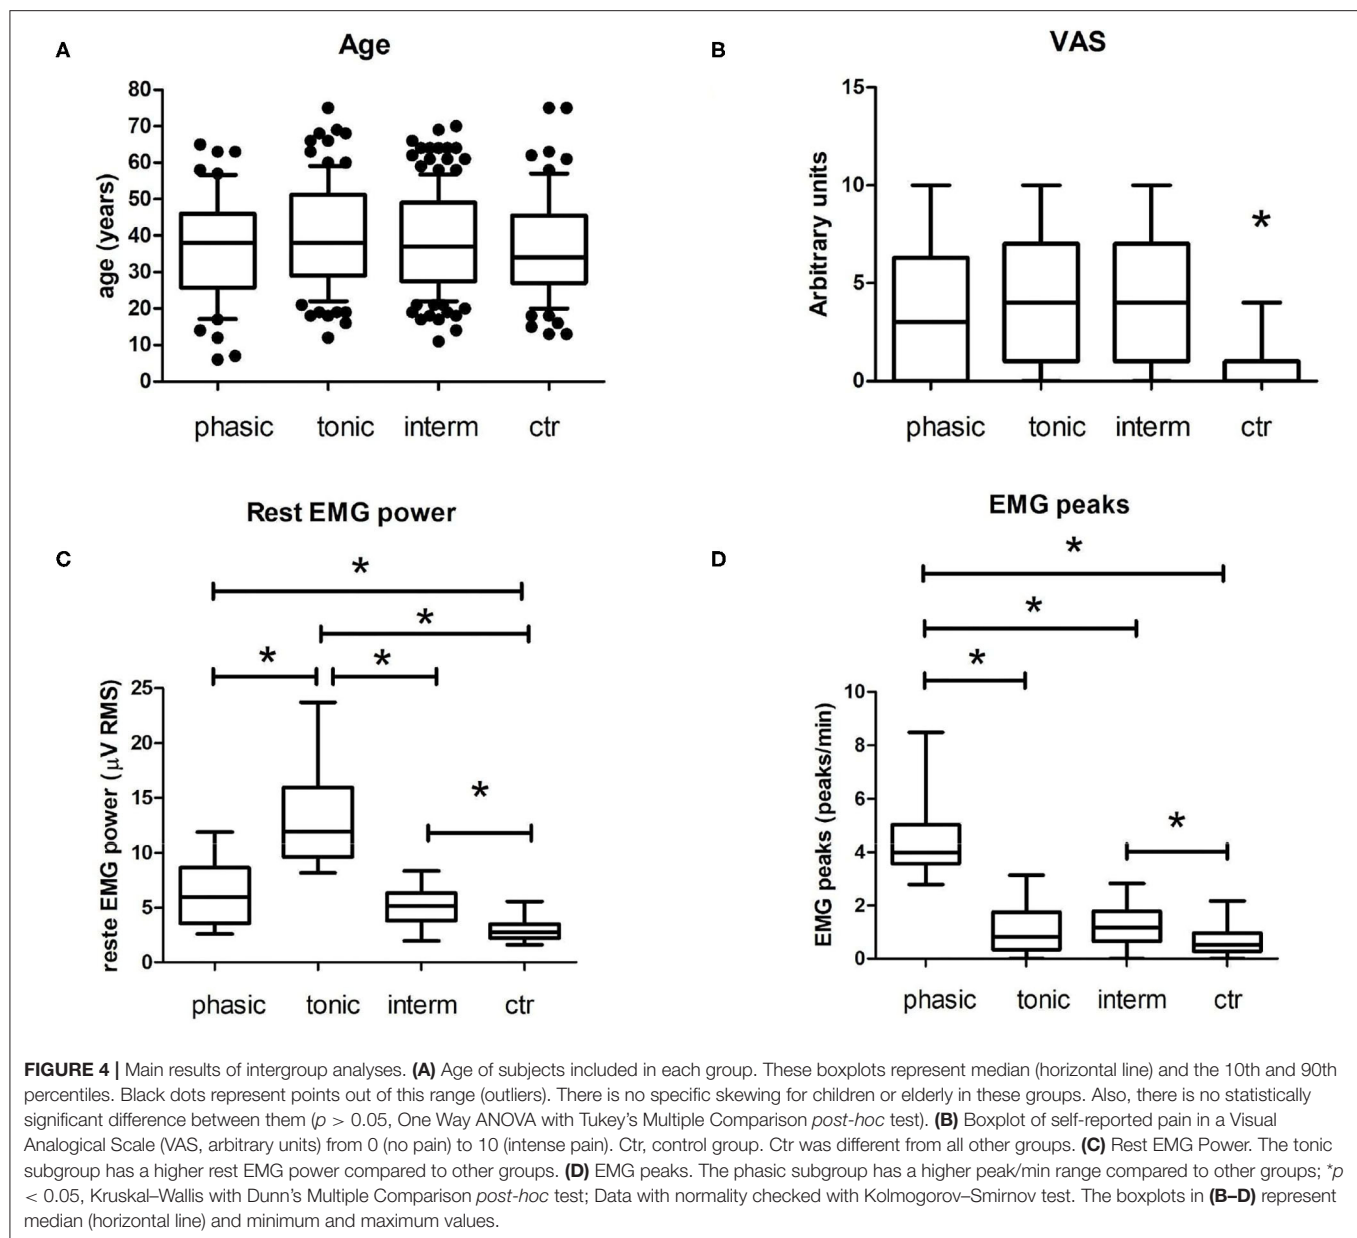 A
Age
age (years)
80
70
60
50
40
30
20
10
0
phasic tonic interm ctr
B
VAS
Arbitrary units
15
10
5
0
*
phasic tonic interm ctr
C
Rest EMG power
*
*
* *
*
reste EMG power (μV RMS)
25
20
15
10
5
0
phasic tonic interm ctr
D
EMG peaks
*
*
*
*
EMG peaks (peaks/min)
10
8
6
4
2
0
phasic tonic interm ctr
FIGURE 4 | Main results of intergroup analyses. (A) Age of subjects included in each group. These boxplots represent median (horizontal line) and the 10th and 90th
percentiles. Black dots represent points out of this range (outliers). There is no specific skewing for children or elderly in these groups. Also, there is no statistically
significant difference between them (p > 0.05, One Way ANOVA with Tukey's Multiple Comparison post-hoc test). (B) Boxplot of self-reported pain in a Visual
Analogical Scale (VAS, arbitrary units) from 0 (no pain) to 10 (intense pain). Ctr, control group. Ctr was different from all other groups. (C) Rest EMG Power. The tonic
subgroup has a higher rest EMG power compared to other groups. (D) EMG peaks. The phasic subgroup has a higher peak/min range compared to other groups; *p
< 0.05, Kruskal–Wallis with Dunn's Multiple Comparison post-hoc test; Data with normality checked with Kolmogorov–Smirnov test. The boxplots in (B–D) represent
median (horizontal line) and minimum and maximum values.